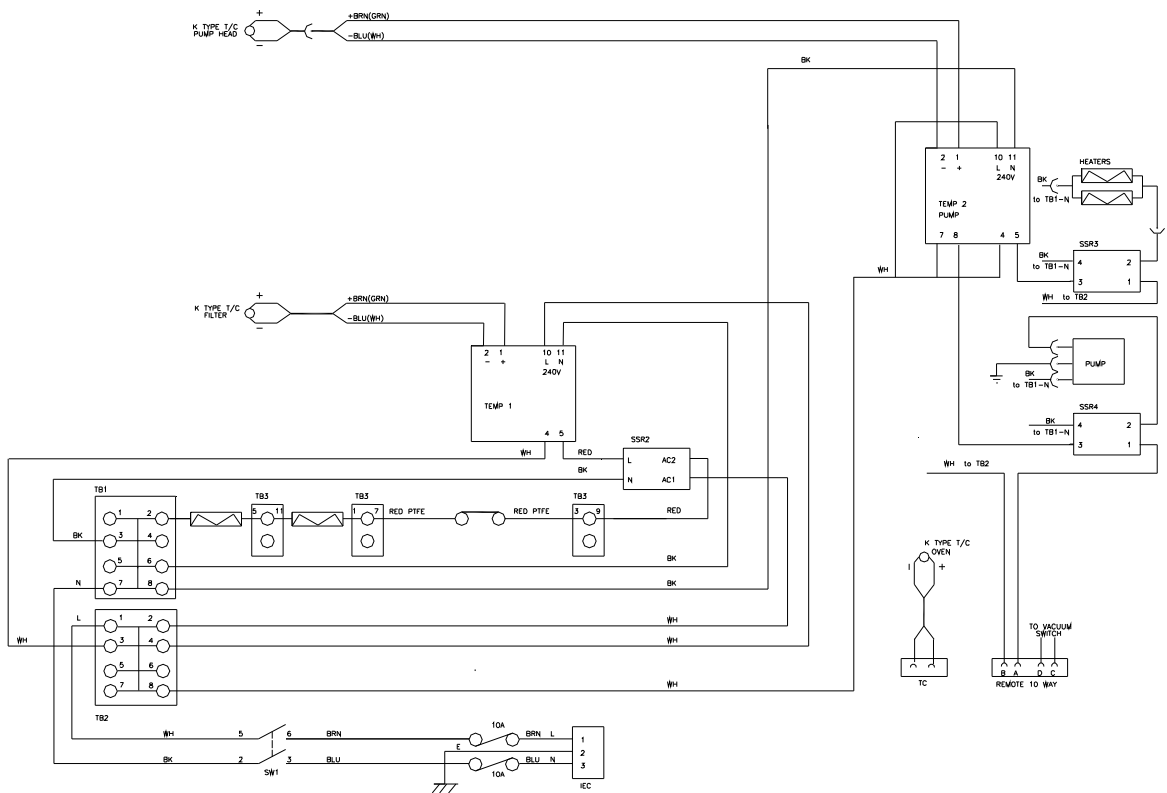 +
K TYPE T/C
PUMP HEAD
−
+BRN(GRN)
−BLU(WH)
BK
2 1 10 11
− + L N
240V
TEMP 2
PUMP
7 8 4 5
HEATERS
BK
to TB1-N
SSR3
BK
4 2
to TB1-N
3 1
WH to TB2
WH
+
K TYPE T/C
FILTER
−
+BRN(GRN)
−BLU(WH)
2 1 10 11
− + L N
240V
TEMP 1
4 5
PUMP
BK
to TB1-N
SSR4
BK
4 2
to TB1-N
3 1
WH
RED
BK
SSR2
L AC2
N AC1
WH to TB2
TB1
TB3
TB3
TB3
1 2
5 11
1 7
RED PTFE
RED PTFE
3 9
RED
BK
3 4
5 6
BK
N
7 8
BK
K TYPE T/C
OVEN
I +
L
1 2
WH
WH
3 4
WH
5 6
7 8
WH
TB2
TO VACUUM
SWITCH
B A D C
TC
REMOTE 10 WAY
WH
5 6
BRN
10A
BRN L
1
E
2
BK
2 3
BLU
BLU N
3
SW1
10A
IEC